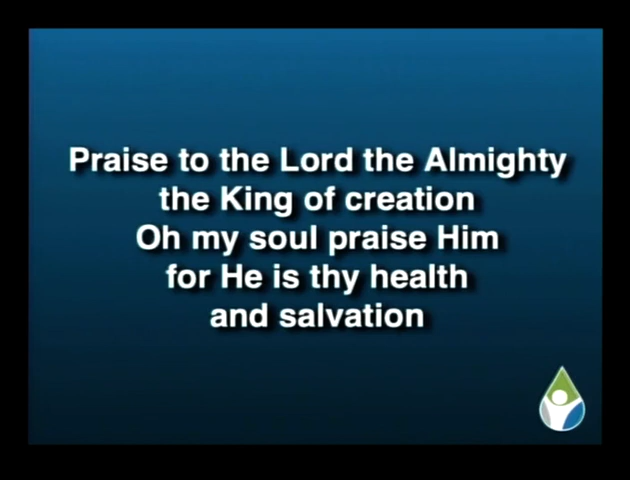 Praise to the Lord the Almighty
the King of creation
Oh my soul praise Him
for He is thy health
and salvation